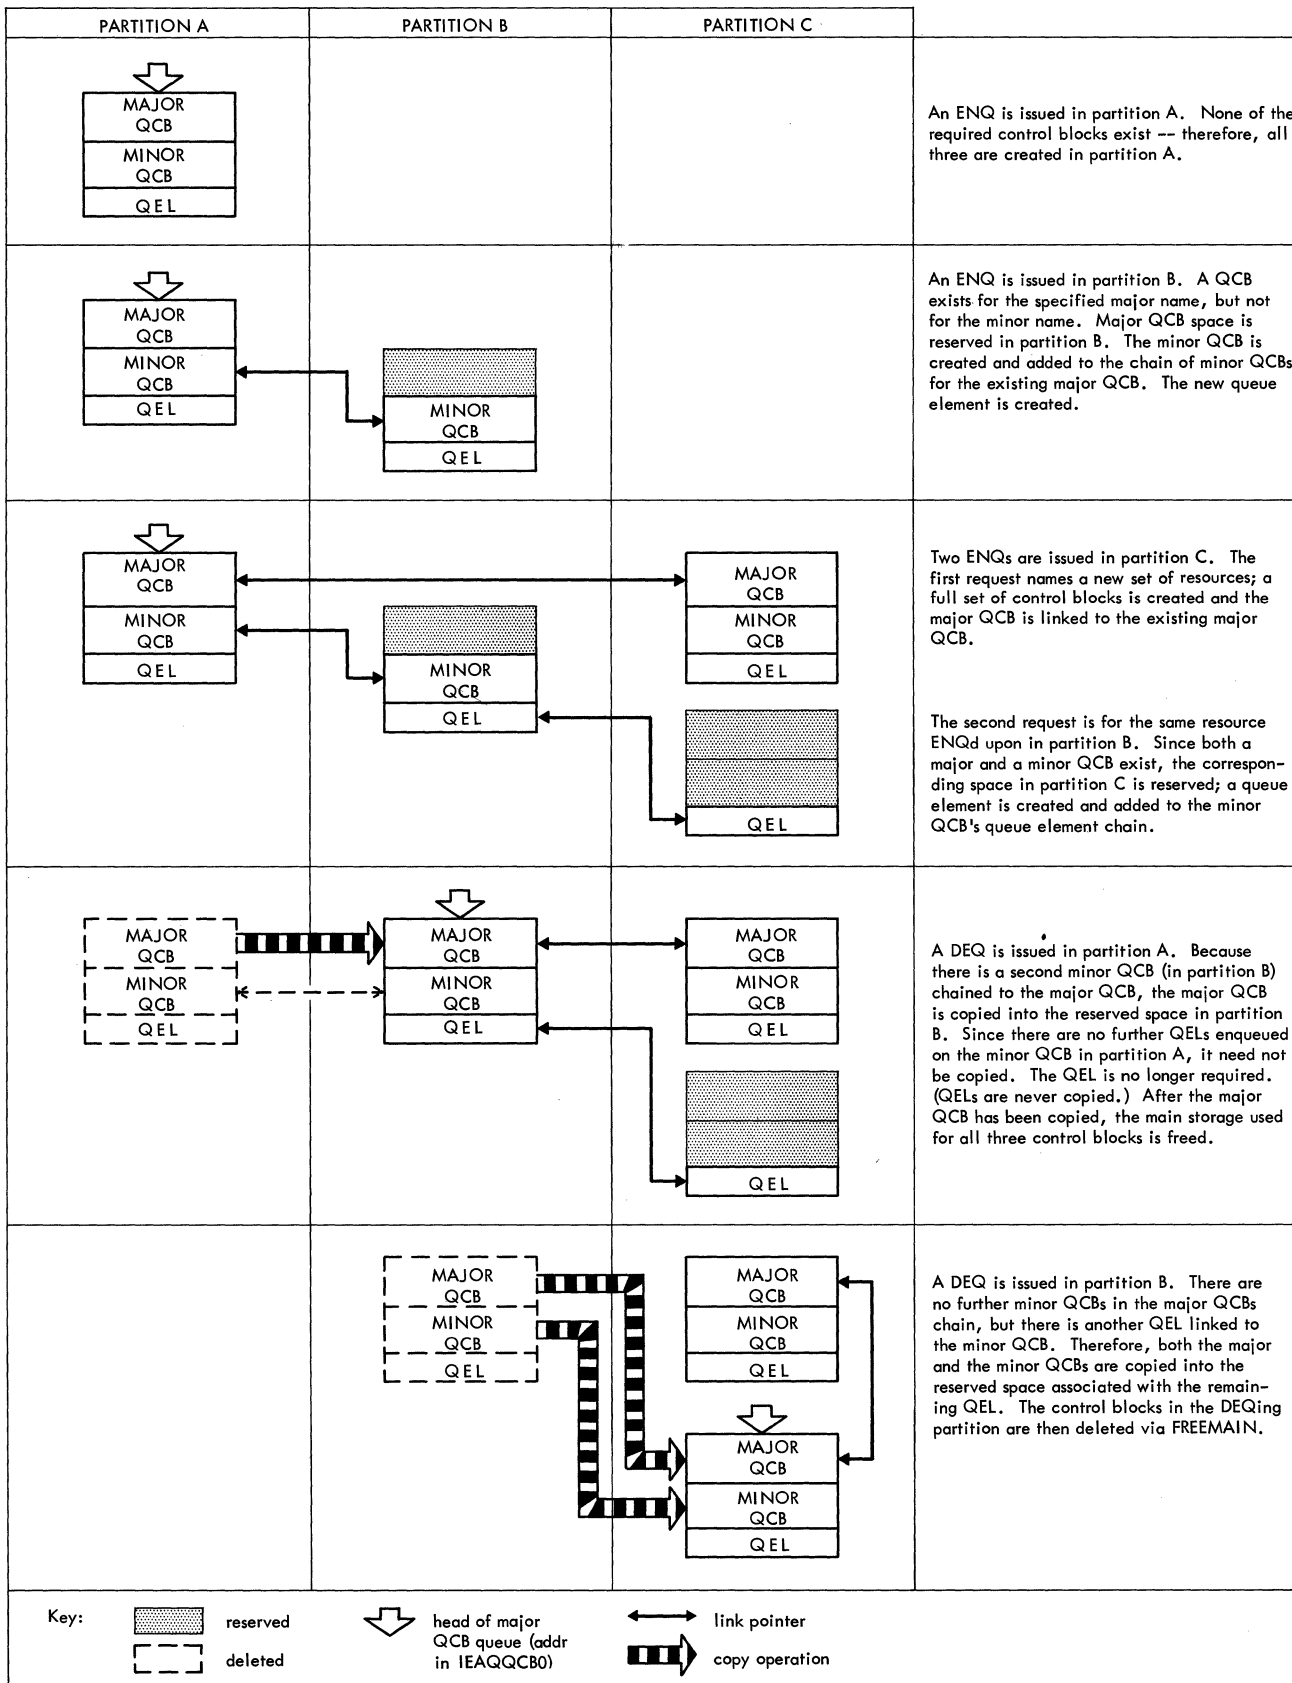 PARTITION A
PARTITION B
PARTITION C
MAJOR
QCB
MINOR
QCB
QEL
An ENQ is issued in partition A. None of the
required control blocks exist -- therefore, all
three are created in partition A.
MAJOR
QCB
MINOR
QCB
QEL
MINOR
QCB
QEL
An ENQ is issued in partition B. A QCB
exists for the specified major name, but not
for the minor name. Major QCB space is
reserved in partition B. The minor QCB is
created and added to the chain of minor QCBs
for the existing major QCB. The new queue
element is created.
MAJOR
QCB
MINOR
QCB
QEL
MINOR
QCB
QEL
MAJOR
QCB
MINOR
QCB
QEL
QEL
Two ENQs are issued in partition C. The
first request names a new set of resources; a
full set of control blocks is created and the
major QCB is linked to the existing major
QCB.
The second request is for the same resource
ENQd upon in partition B. Since both a
major and a minor QCB exist, the correspon-
ding space in partition C is reserved; a queue
element is created and added to the minor
QCB's queue element chain.
MAJOR
QCB
MINOR
QCB
QEL
MAJOR
QCB
MINOR
QCB
QEL
MAJOR
QCB
MINOR
QCB
QEL
QEL
A DEQ is issued in partition A. Because
there is a second minor QCB (in partition B)
chained to the major QCB, the major QCB
is copied into the reserved space in partition
B. Since there are no further QELs enqueued
on the minor QCB in partition A, it need not
be copied. The QEL is no longer required.
(QELs are never copied.) After the major
QCB has been copied, the main storage used
for all three control blocks is freed.
MAJOR
QCB
MINOR
QCB
QEL
MAJOR
QCB
MINOR
QCB
QEL
MAJOR
QCB
MINOR
QCB
QEL
A DEQ is issued in partition B. There are
no further minor QCBs in the major QCBs
chain, but there is another QEL linked to
the minor QCB. Therefore, both the major
and the minor QCBs are copied into the
reserved space associated with the remain-
ing QEL. The control blocks in the DEQing
partition are then deleted via FREEMAIN.
Key:
reserved
deleted
head of major
QCB queue (addr
in IEAQQCB0)
link pointer
copy operation